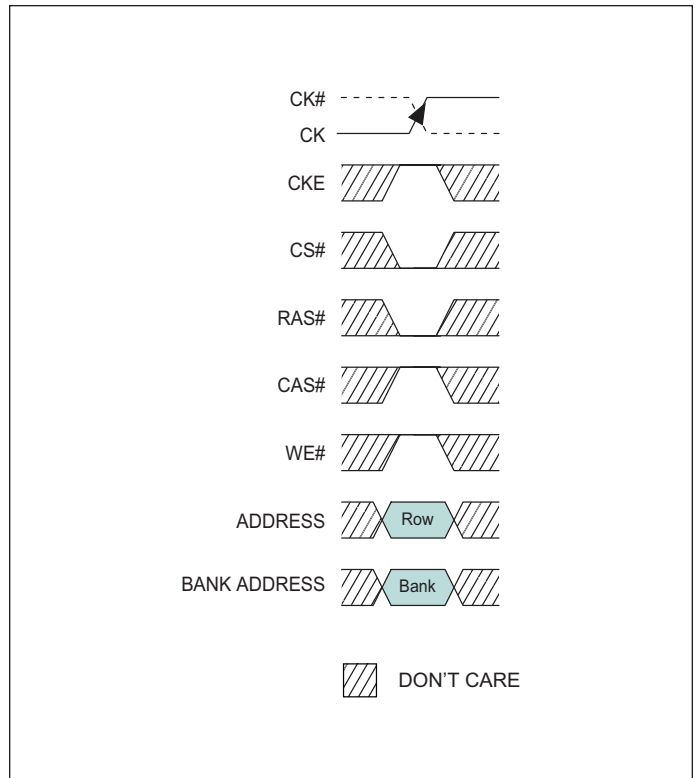 CK#
CK
CKE
CS#
RAS#
CAS#
WE#
ADDRESS Row
BANK ADDRESS Bank
DON'T CARE